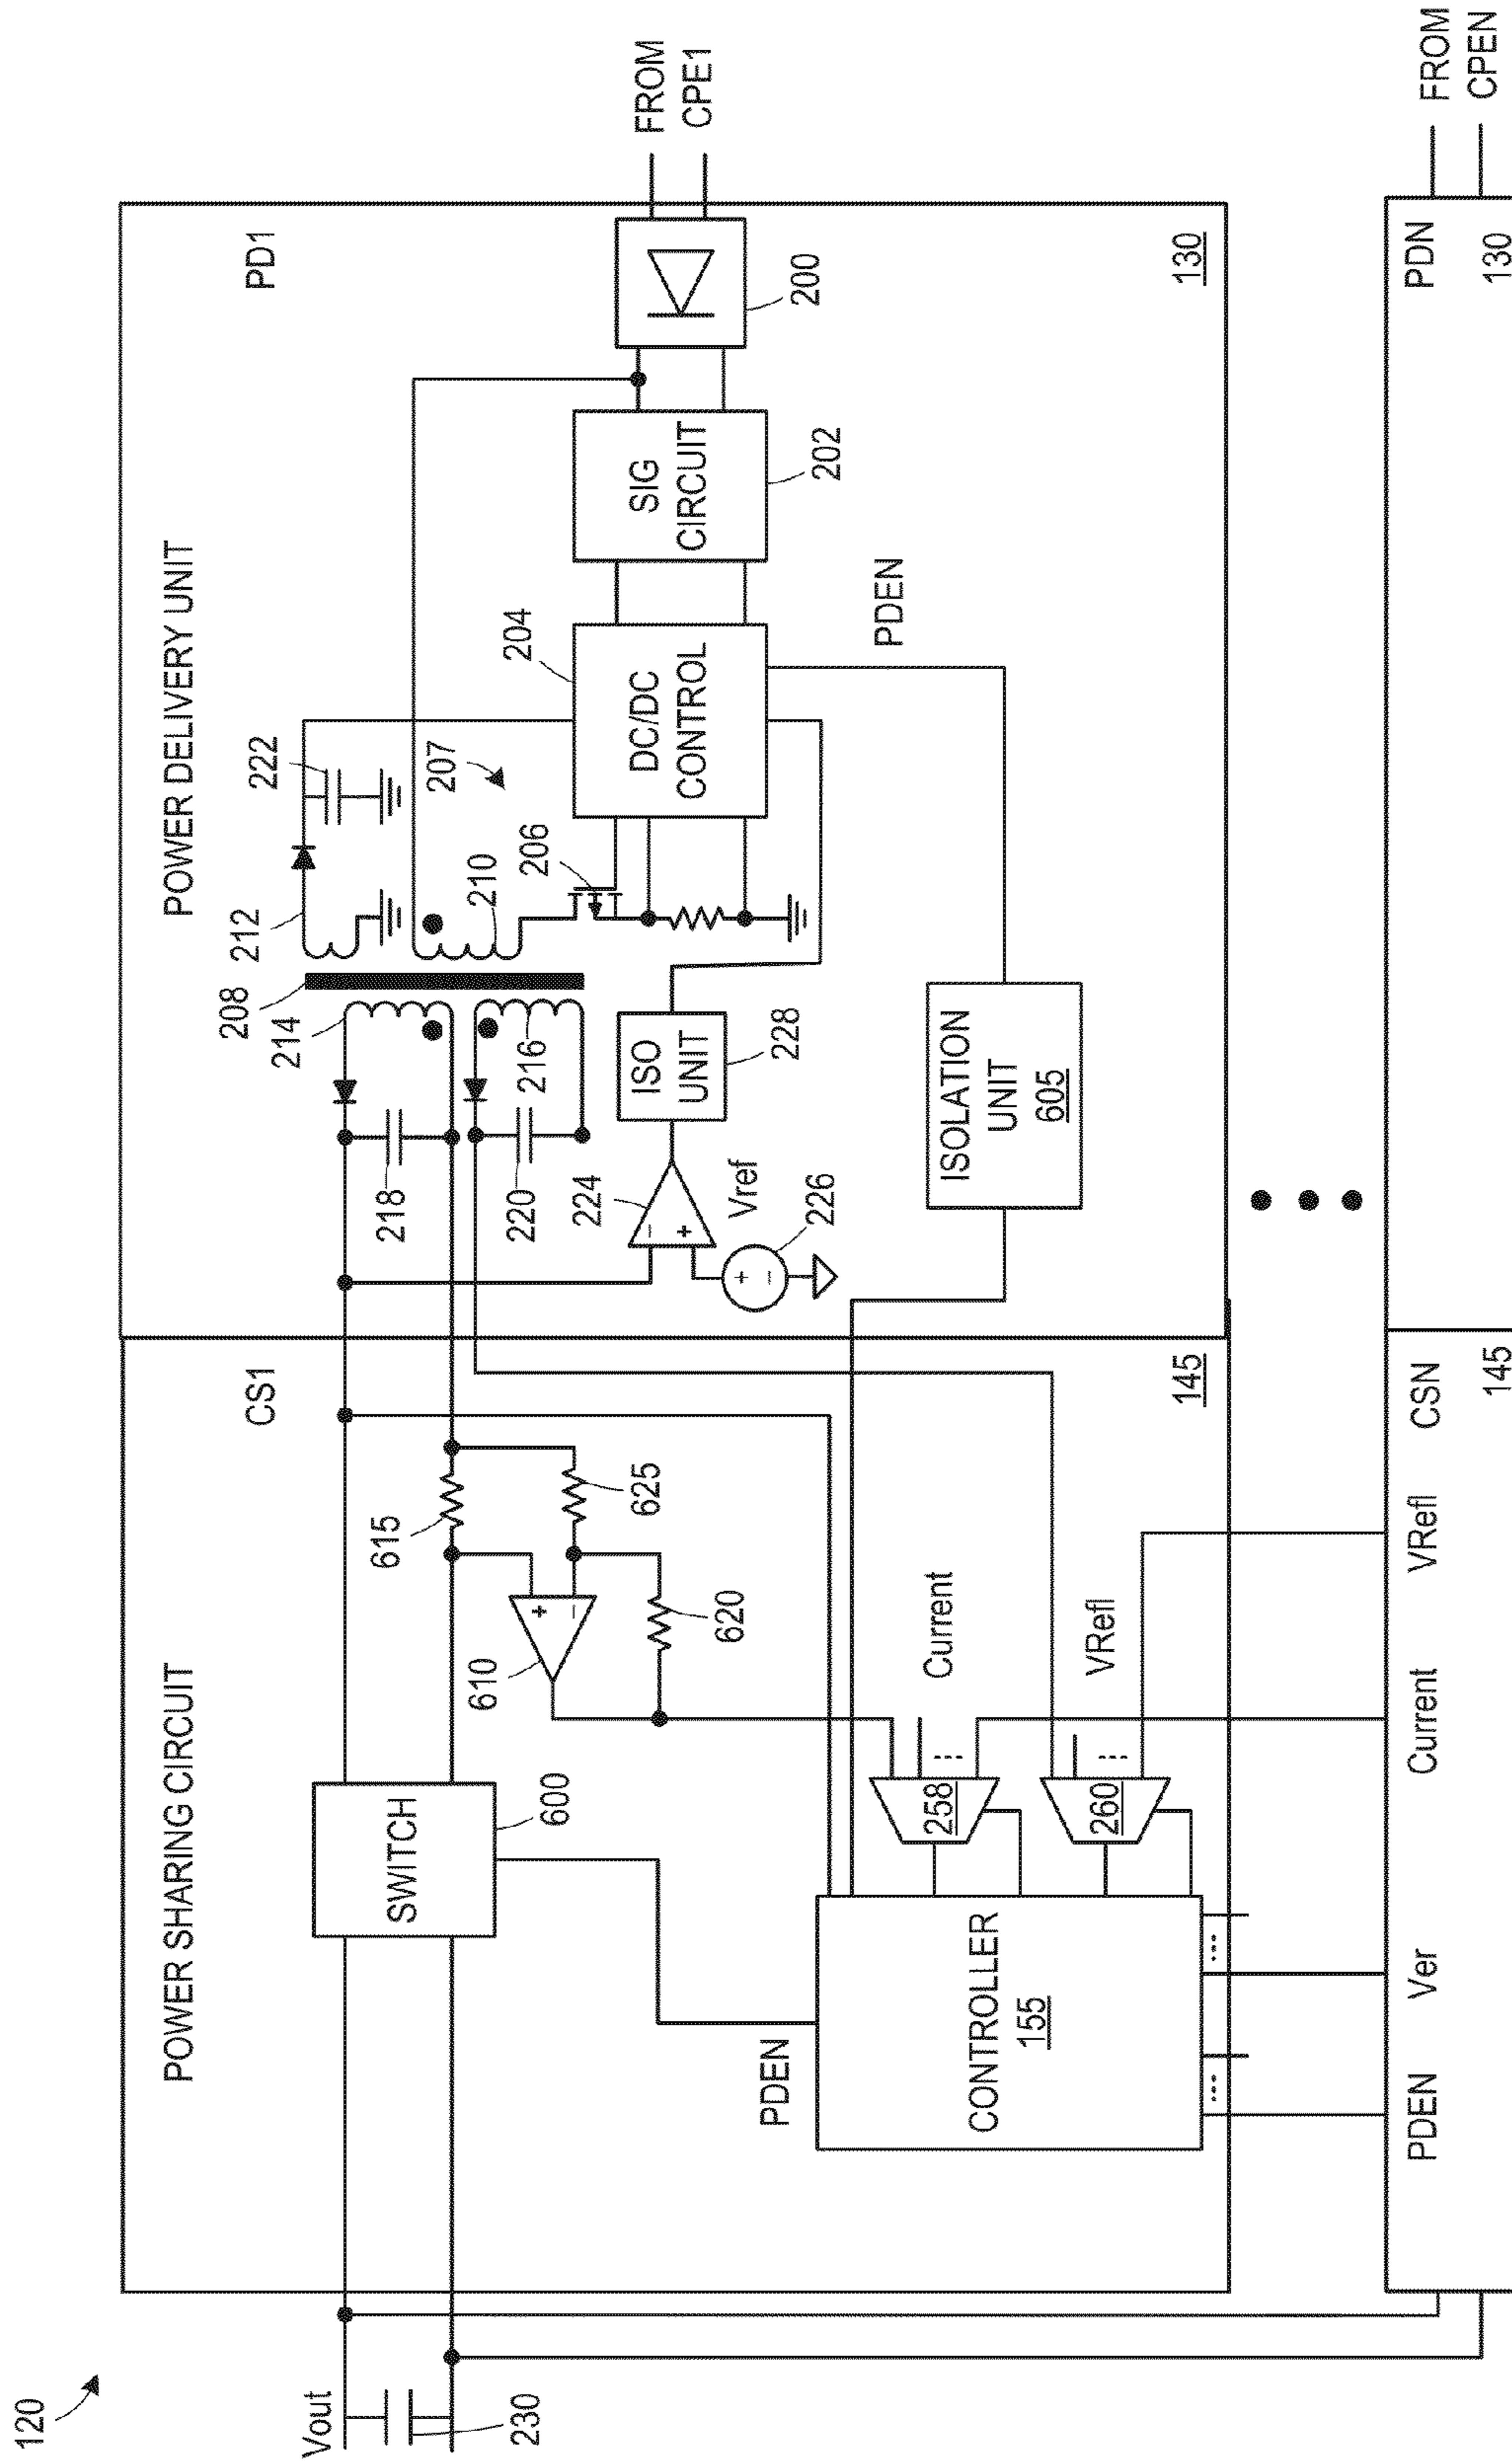 120
POWER SHARING CIRCUIT
POWER DELIVERY UNIT
CS1
PD1
Vout
230
SWITCH
600
615
625
610
620
PDEN
CONTROLLER
155
Current
258
VRefl
260
145
208
214
218
216
220
212
222
210
206
207
224
Vref
226
ISO
UNIT
228
204
DC/DC
CONTROL
SIG
CIRCUIT
202
200
FROM
CPE1
PDEN
ISOLATION
UNIT
605
130
PDEN
Ver
Current
VRefl
CSN
145
PDN
130
FROM
CPEN